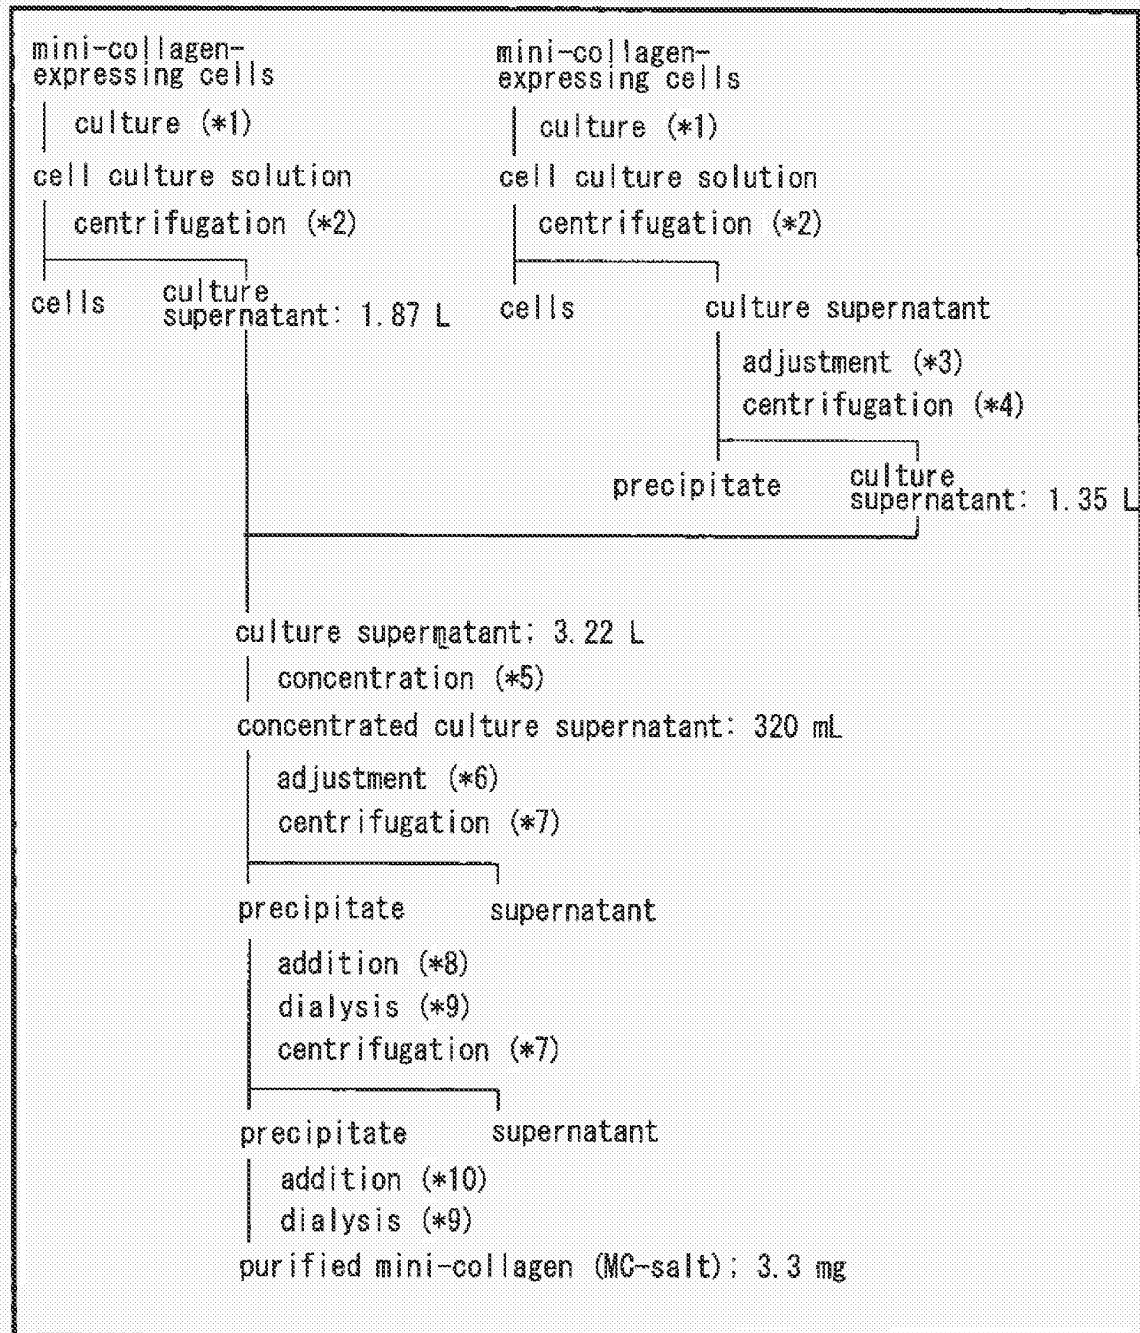 mini-collagen-
expressing cells
culture (*1)
cell culture solution
centrifugation (*2)
cells
culture
supernatant: 1.87 L
mini-collagen-
expressing cells
culture (*1)
cell culture solution
centrifugation (*2)
cells
culture supernatant
adjustment (*3)
centrifugation (*4)
precipitate
culture
supernatant: 1.35 L
culture supernatant: 3.22 L
concentration (*5)
concentrated culture supernatant: 320 mL
adjustment (*6)
centrifugation (*7)
precipitate
supernatant
addition (*8)
dialysis (*9)
centrifugation (*7)
precipitate
supernatant
addition (*10)
dialysis (*9)
purified mini-collagen (MC-salt): 3.3 mg